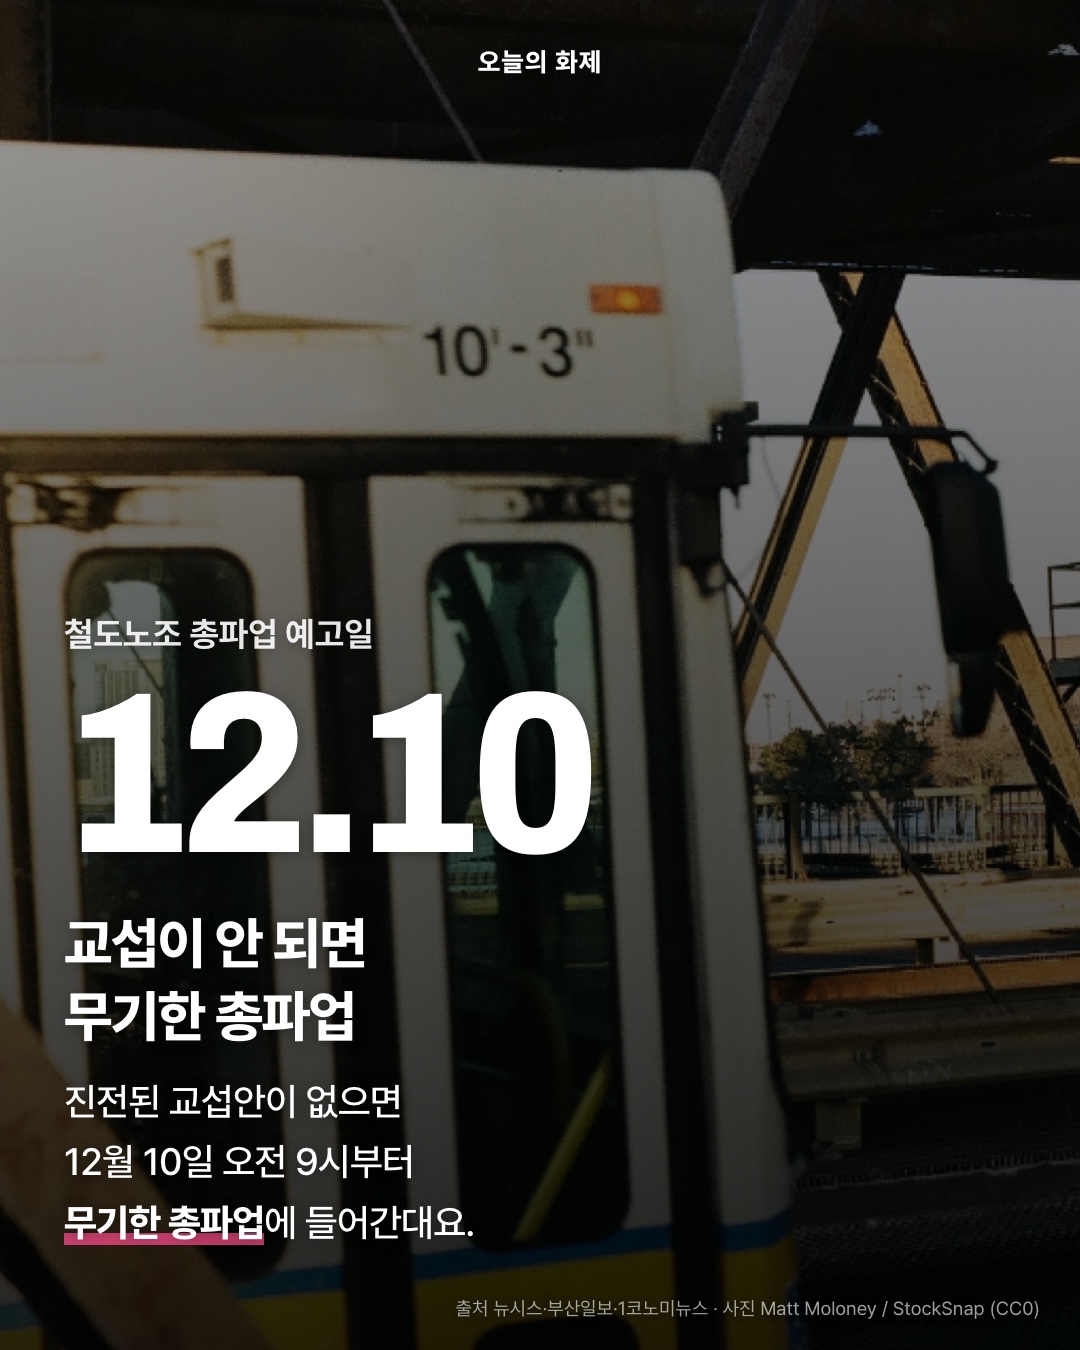 오늘의 화제
10'-3"
철도노조 총파업 예고일
12.10
교섭이 안 되면
무기한 총파업
진전된 교섭안이 없으면
12월 10일 오전 9시부터
무기한 총파업에 들어간대요.
출처 뉴시스·부산일보·1코노미뉴스 · 사진 Matt Moloney / StockSnap (CC0)